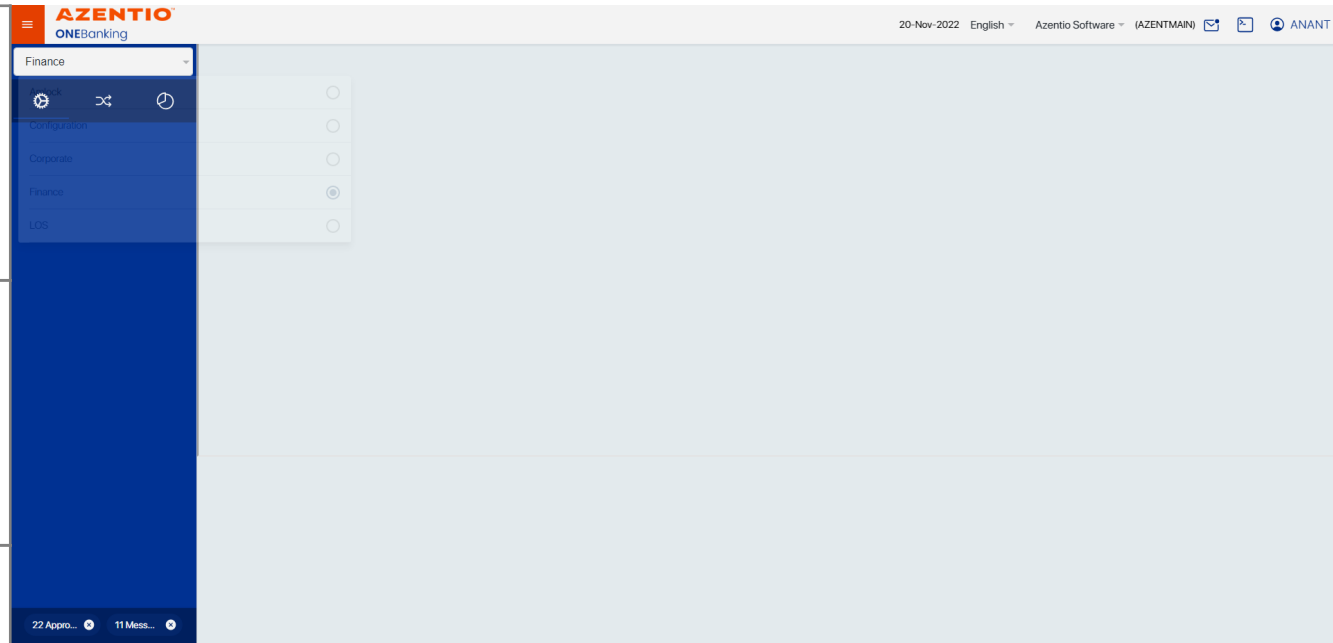 AZENTIO
ONEBanking
20-Nov-2022 English Azentio Software (AZENTMAIN) ANANT
Finance
Configuration
Corporate
Finance
LOS
22 Appro... 11 Mess...